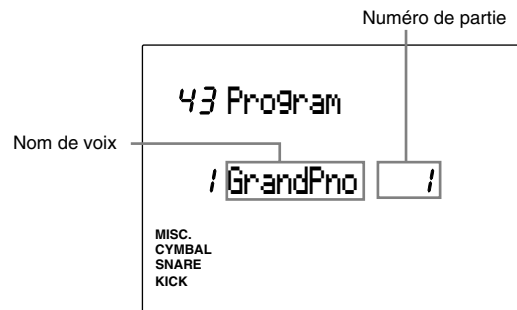 Numéro de partie
43 Program
Nom de voix
1 GrandPno 1
MISC.
CYMBAL
SNARE
KICK